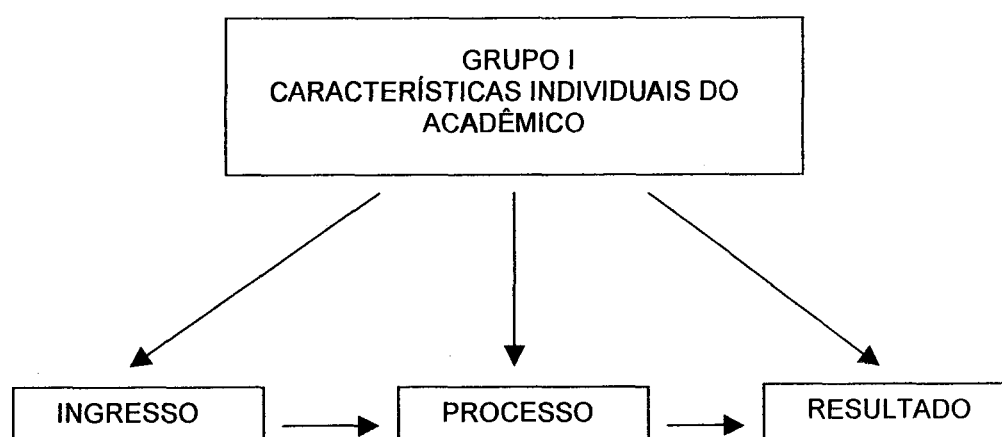 GRUPO I
CARACTERÍSTICAS INDIVIDUAIS DO
ACADÊMICO
INGRESSO
PROCESSO
RESULTADO